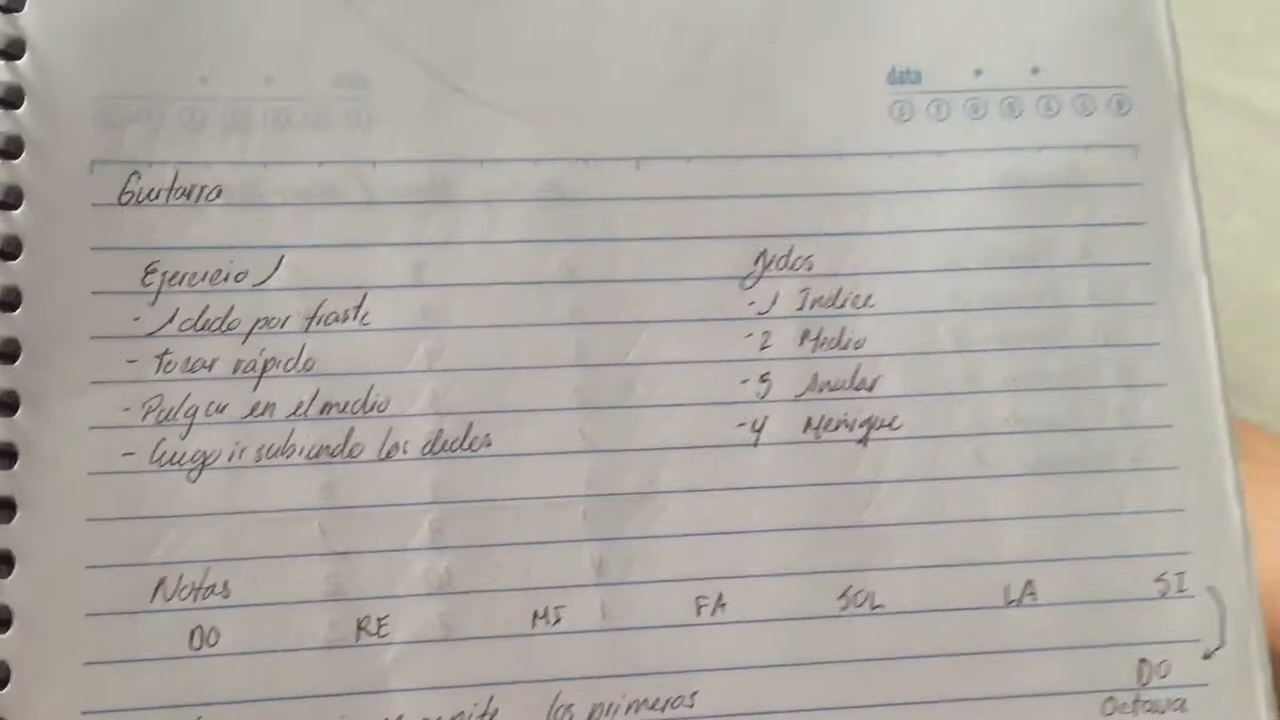 data
Guitarra
Ejercicio 1
- 1 dedo por traste
- Tocar rápido
- Pulgar en el medio
- Luego ir subiendo los dedos
Dedos
-1 Indice
-2 Medio
-3 Anular
-4 Meñique
Notas
DO RE MI FA SOL LA SI
DO
Octava
los primeros